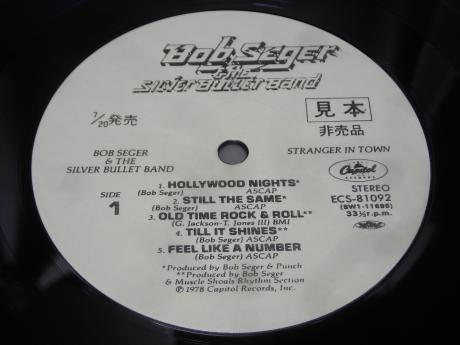 Bob Seger
& THE
Silver Bullet Band
1/20発売
見本
非売品
BOB SEGER
& THE
SILVER BULLET BAND
STRANGER IN TOWN
Capitol
SIDE
1
STEREO
ECS-81092
(SW1-11698)
33⅓ r.p.m.
1. HOLLYWOOD NIGHTS*
(Bob Seger) ASCAP
2. STILL THE SAME*
(Bob Seger) ASCAP
3. OLD TIME ROCK & ROLL**
(G. Jackson-T. Jones III) BMI
4. TILL IT SHINES**
(Bob Seger) ASCAP
5. FEEL LIKE A NUMBER
(Bob Seger) ASCAP
*Produced by Bob Seger & Punch
**Produced by Bob Seger
& Muscle Shoals Rhythm Section
℗1978 Capitol Records, Inc.